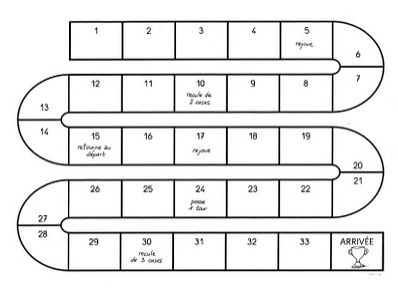 1 2 3 4 5
rejoue
6
7
12 11 10 9 8
recule de
2 cases
13
14
15 16 17 18 19
retourne au
départ
rejoue
20
21
26 25 24 23 22
passe
1 tour
27
28
29 30 31 32 33 ARRIVÉE
recule
de 3 cases